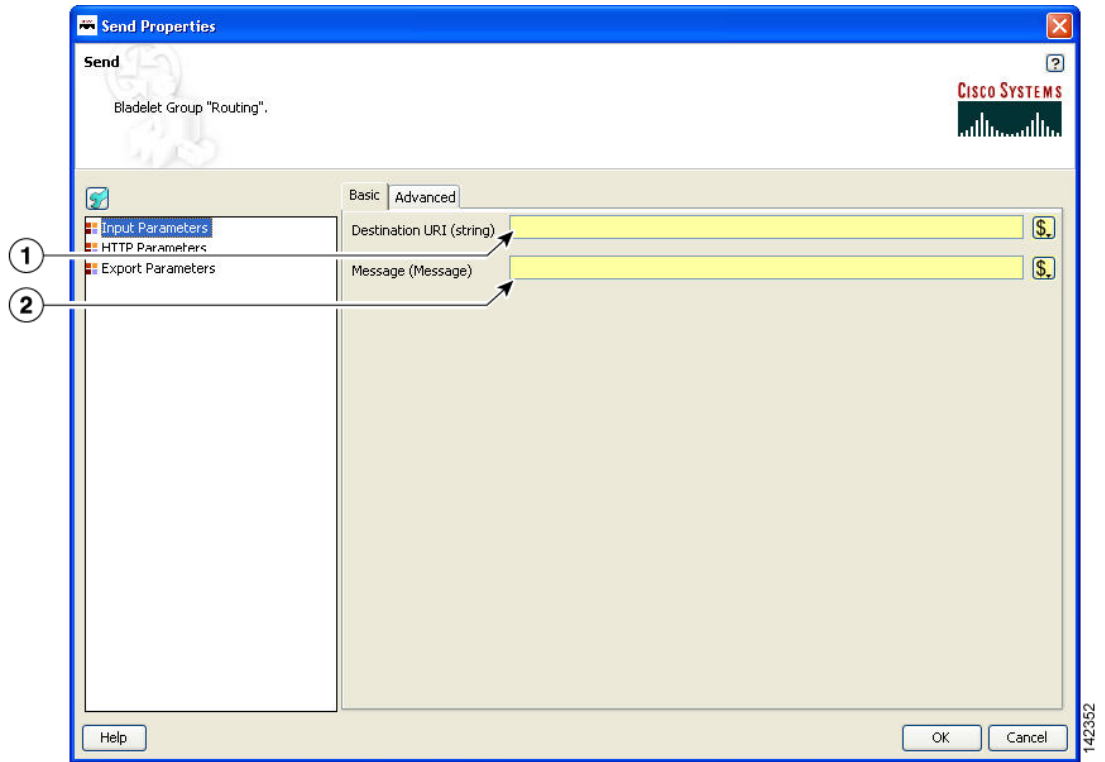 Send Properties
Send
?
Bladelet Group "Routing".
CISCO SYSTEMS
Basic
Advanced
Input Parameters
HTTP Parameters
Export Parameters
Destination URI (string)
$
Message (Message)
$
1
2
Help
OK
Cancel
142352